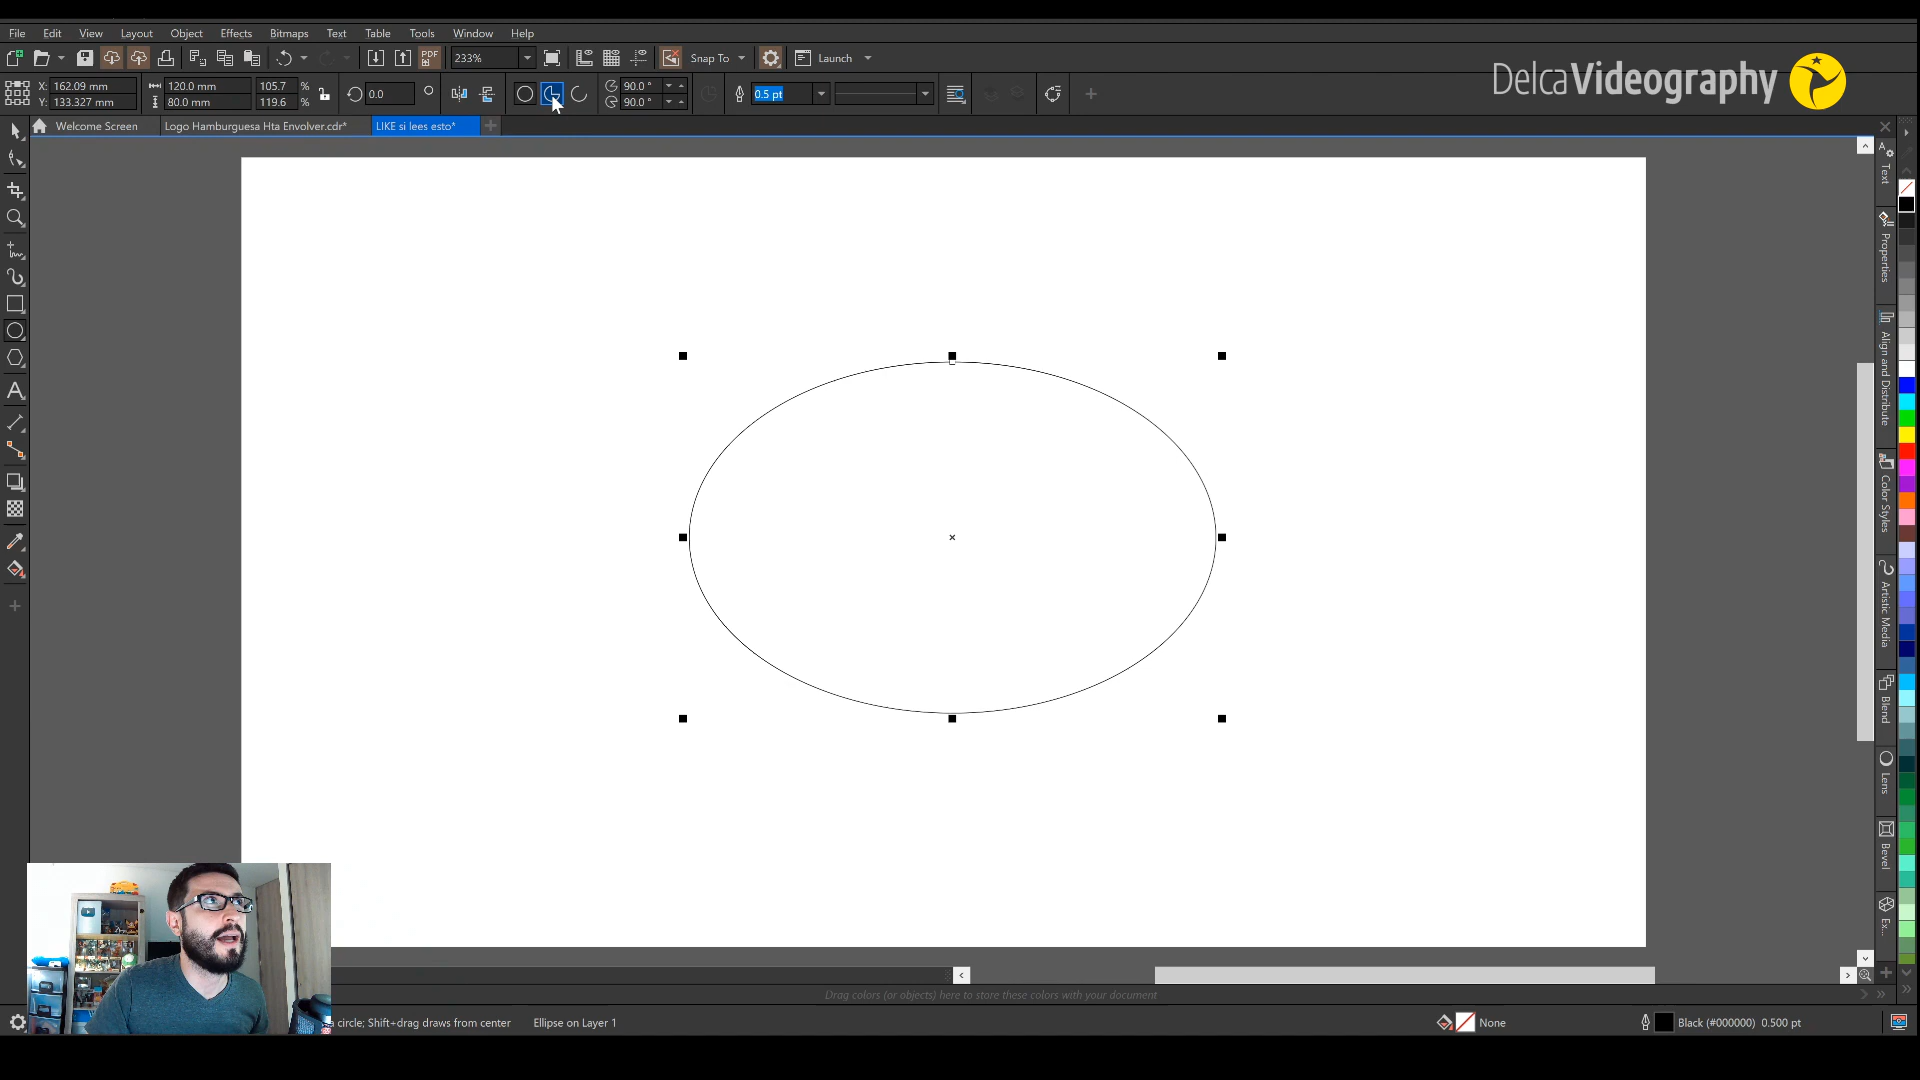 File Edit View Layout Object Effects Bitmaps Text Table Tools Window Help
PDF 233% Snap To Launch
DelcaVideography
X: 162.09 mm 120.0 mm 105.7 % 0.0 ° 90.0 ° 0.5 pt
Y: 133.327 mm 80.0 mm 119.6 % 90.0 °
Welcome Screen Logo Hamburguesa Hta Envolver.cdr* LIKE si lees esto*
Text
Properties
Align and Distribute
Color Styles
Artistic Media
Blend
Lens
Bevel
Ex...
Drag colors (or objects) here to store these colors with your document
a circle; Shift+drag draws from center Ellipse on Layer 1 None Black (#000000) 0.500 pt